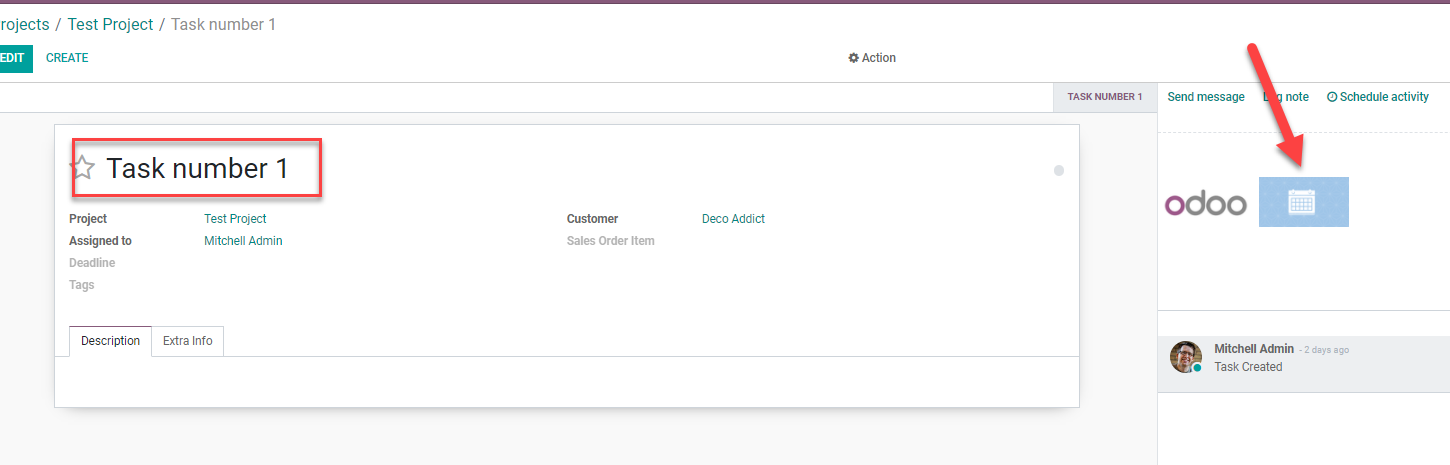 rojects / Test Project / Task number 1
EDIT CREATE Action
TASK NUMBER 1 Send message Log note Schedule activity
Task number 1
Project Test Project Customer Deco Addict
Assigned to Mitchell Admin Sales Order Item
Deadline
Tags
odoo
Description Extra Info
Mitchell Admin - 2 days ago
Task Created